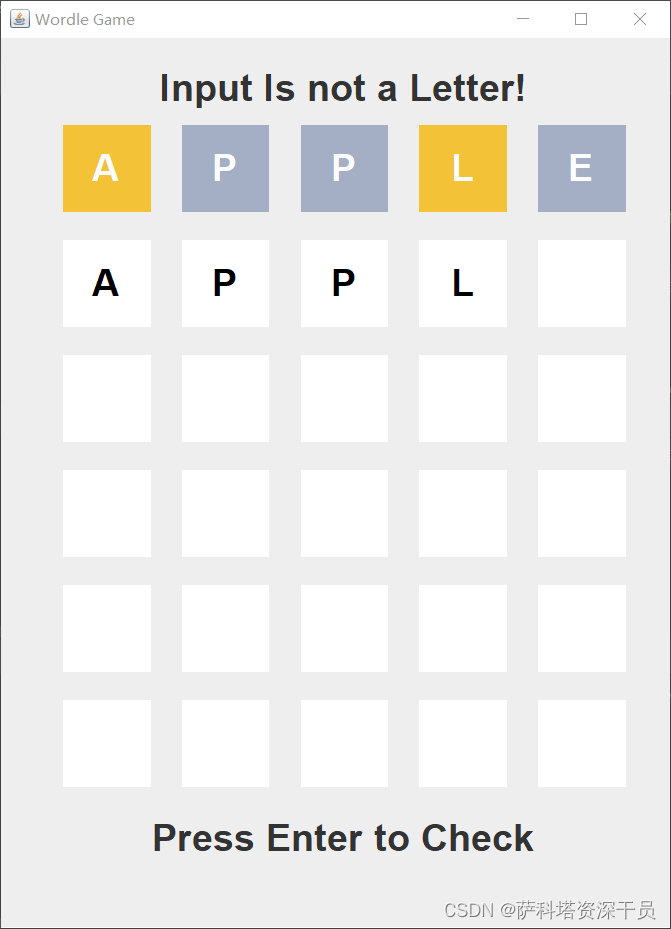 Wordle Game
Input Is not a Letter!
A P P L E
A P P L
Press Enter to Check
CSDN @萨科塔资深干员